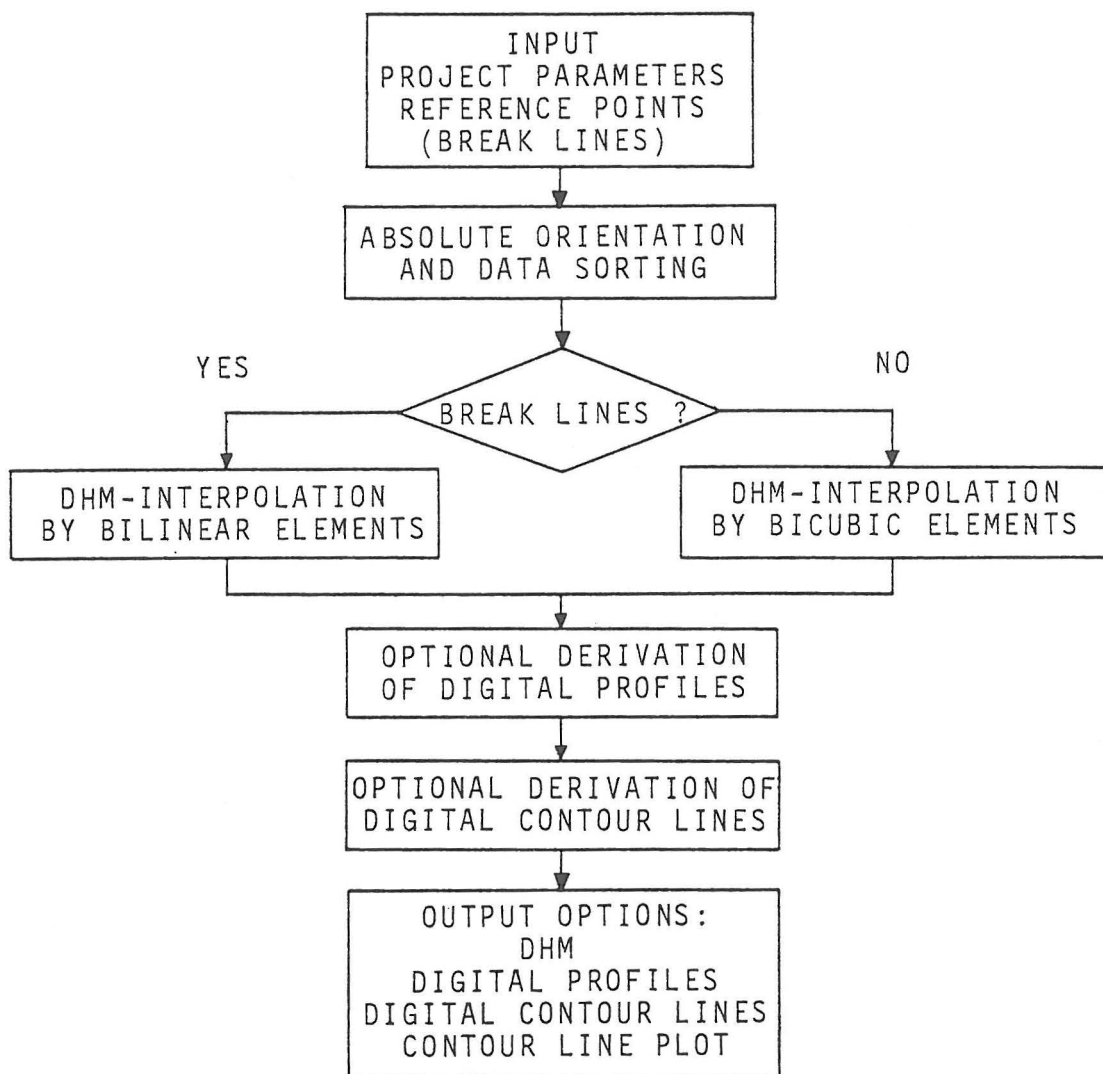 INPUT
PROJECT PARAMETERS
REFERENCE POINTS
(BREAK LINES)
ABSOLUTE ORIENTATION
AND DATA SORTING
YES
NO
BREAK LINES ?
DHM-INTERPOLATION
BY BILINEAR ELEMENTS
DHM-INTERPOLATION
BY BICUBIC ELEMENTS
OPTIONAL DERIVATION
OF DIGITAL PROFILES
OPTIONAL DERIVATION OF
DIGITAL CONTOUR LINES
OUTPUT OPTIONS:
DHM
DIGITAL PROFILES
DIGITAL CONTOUR LINES
CONTOUR LINE PLOT